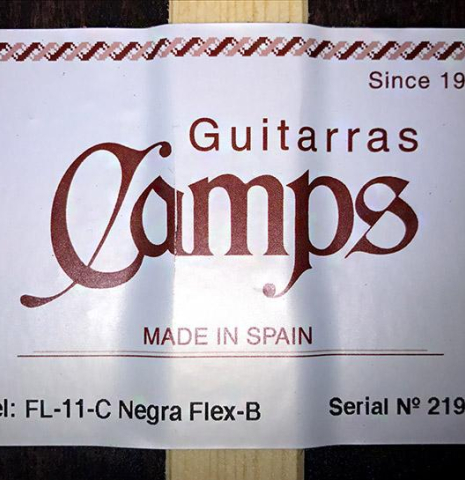 Since 19
Guitarras
Camps
MADE IN SPAIN
el: FL-11-C Negra Flex-B Serial Nº 219